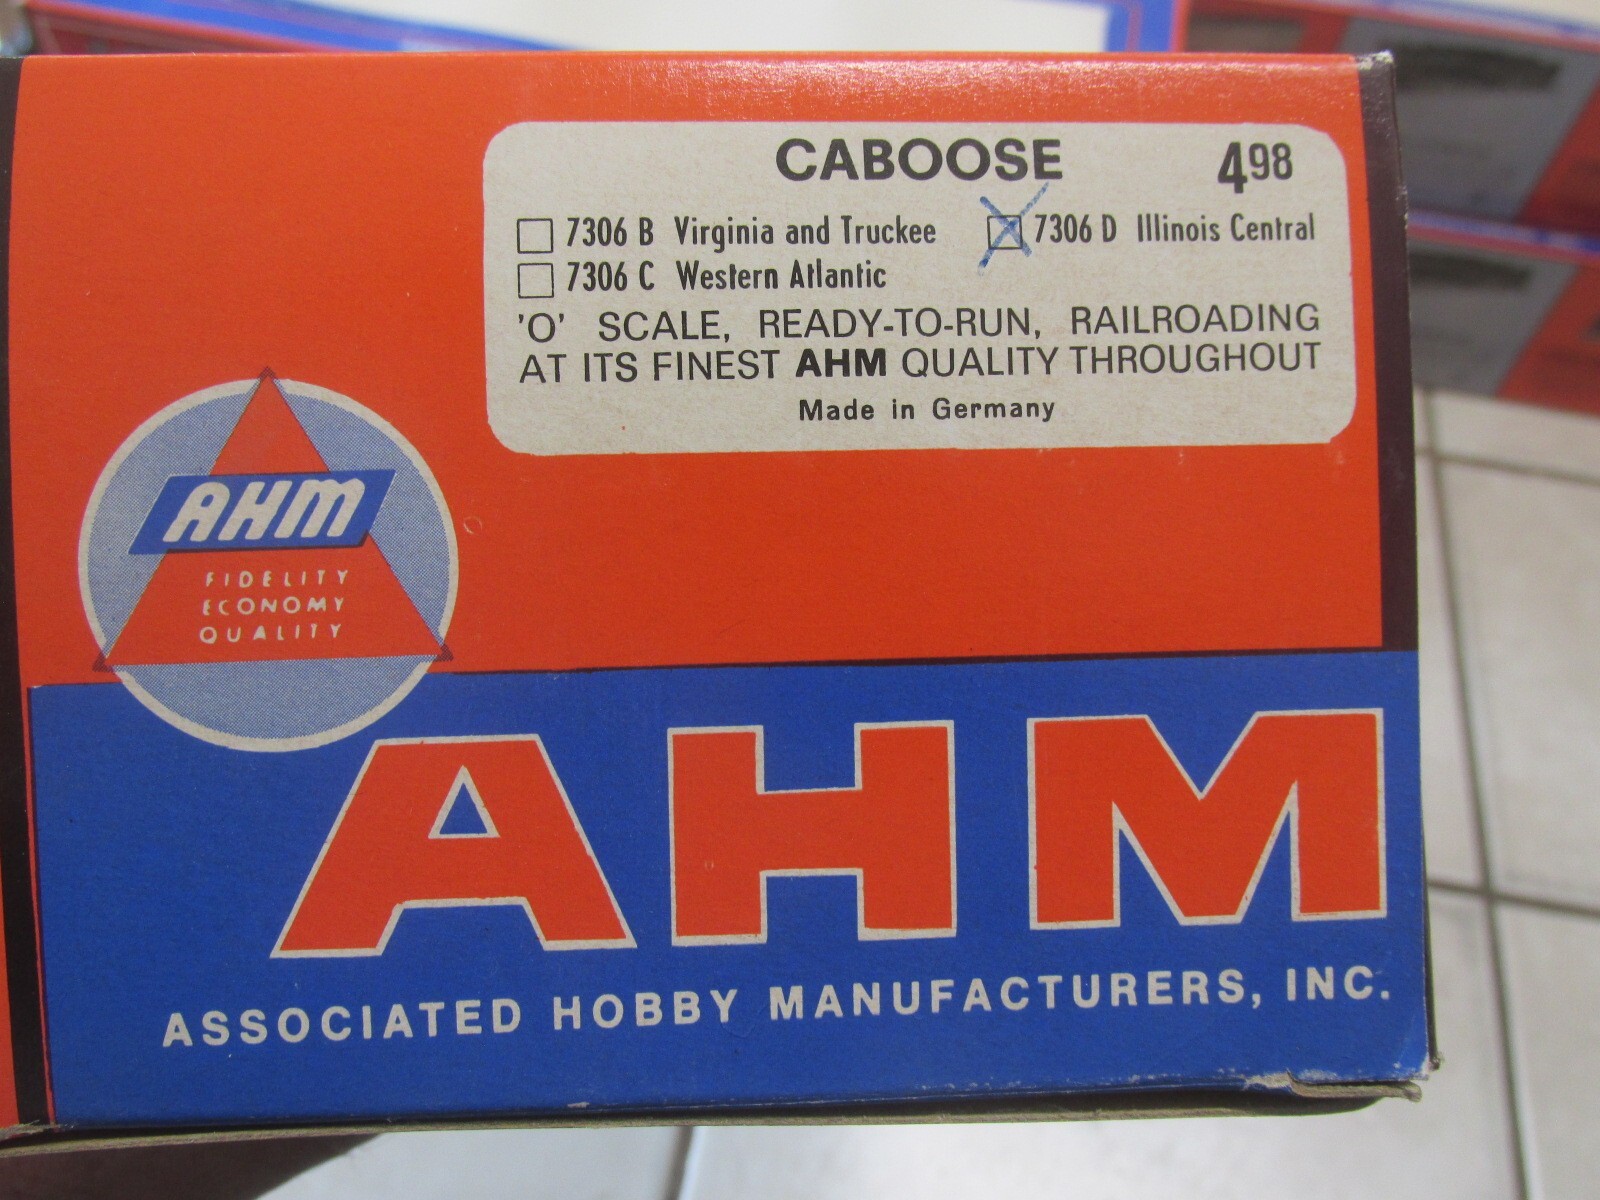 CABOOSE 4.98
7306 B Virginia and Truckee 7306 D Illinois Central
7306 C Western Atlantic
'O' SCALE, READY-TO-RUN, RAILROADING
AT ITS FINEST AHM QUALITY THROUGHOUT
Made in Germany
AHM
FIDELITY
ECONOMY
QUALITY
AHM
ASSOCIATED HOBBY MANUFACTURERS, INC.